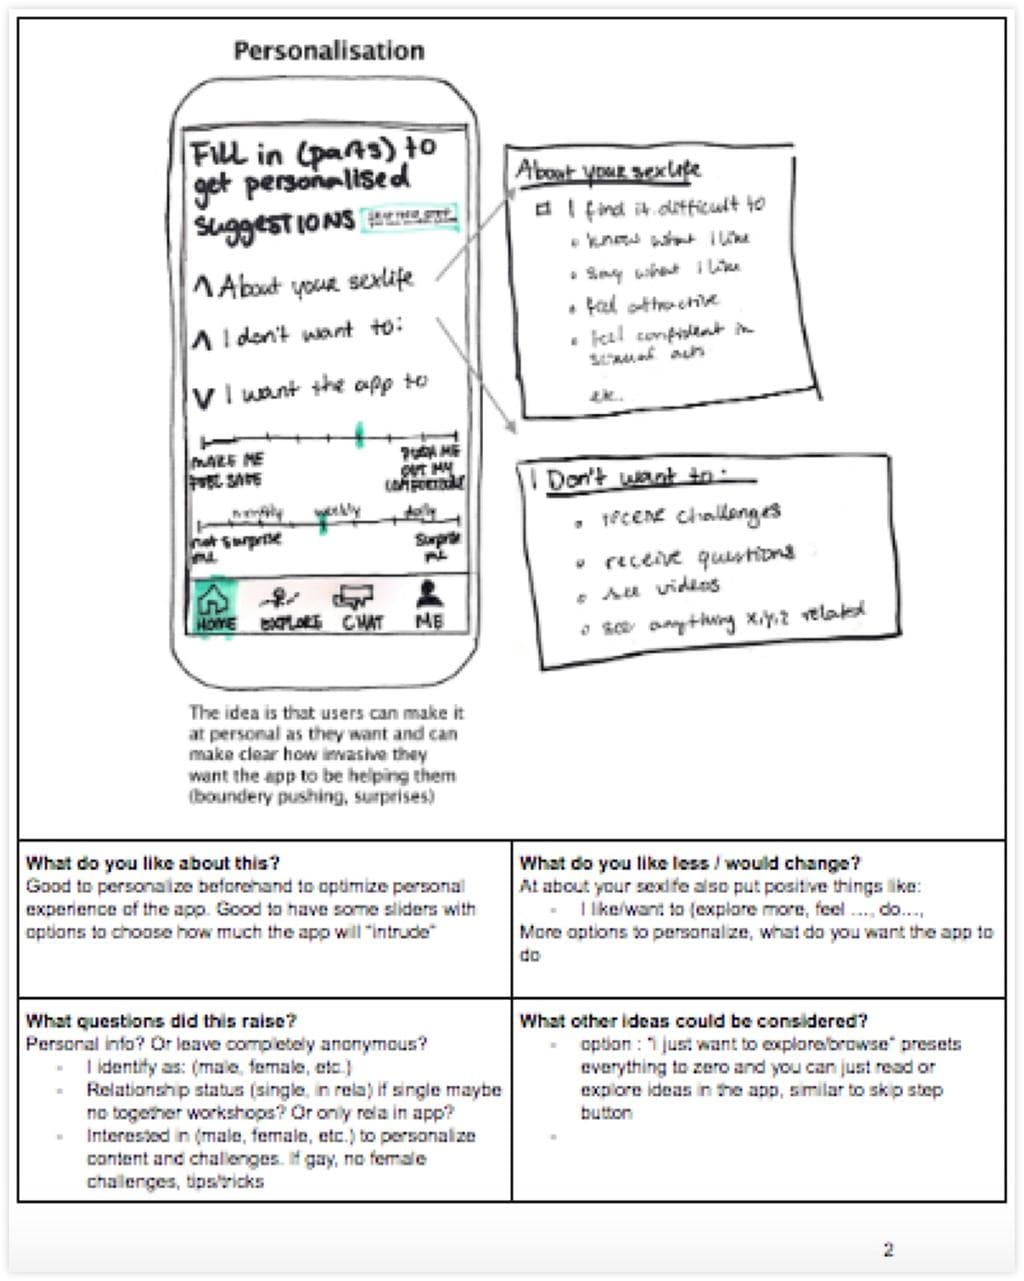 Personalisation
Fill in (parts) to
get personalised
suggestions
About your sexlife
I don't want to:
I want the app to
MAKE ME
FEEL SAFE
PUSH ME
OUT MY
monthly weekly daily
not surprise
me
Surprise
me
HOME EXPLORE CHAT ME
About your sexlife
I find it difficult to
know what I like
say what I like
feel attractive
feel confident in
sexual acts
etc.
I Don't want to:
receive challenges
receive questions
see videos
see anything x,y,z related
The idea is that users can make it
at personal as they want and can
make clear how invasive they
want the app to be helping them
(boundery pushing, surprises)
What do you like about this?
Good to personalize beforehand to optimize personal
experience of the app. Good to have some sliders with
options to choose how much the app will "intrude"
What do you like less / would change?
At about your sexlife also put positive things like:
- I like/want to (explore more, feel ..., do...,
More options to personalize, what do you want the app to
do
What questions did this raise?
Personal info? Or leave completely anonymous?
- I identify as: (male, female, etc.)
- Relationship status (single, in rela) if single maybe
no together workshops? Or only rela in app?
- Interested in (male, female, etc.) to personalize
content and challenges. If gay, no female
challenges, tips/tricks
What other ideas could be considered?
- option : "i just want to explore/browse" presets
everything to zero and you can just read or
explore ideas in the app, similar to skip step
button
-
2